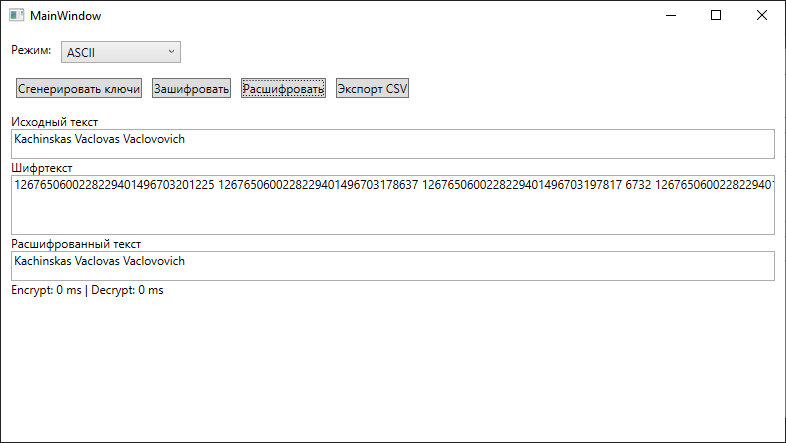 MainWindow
Режим: ASCII
Сгенерировать ключи Зашифровать Расшифровать Экспорт CSV
Исходный текст
Kachinskas Vaclovas Vaclovovich
Шифртекст
1267650600228229401496703201225 1267650600228229401496703178637 1267650600228229401496703197817 6732 126765060022822940
Расшифрованный текст
Kachinskas Vaclovas Vaclovovich
Encrypt: 0 ms | Decrypt: 0 ms